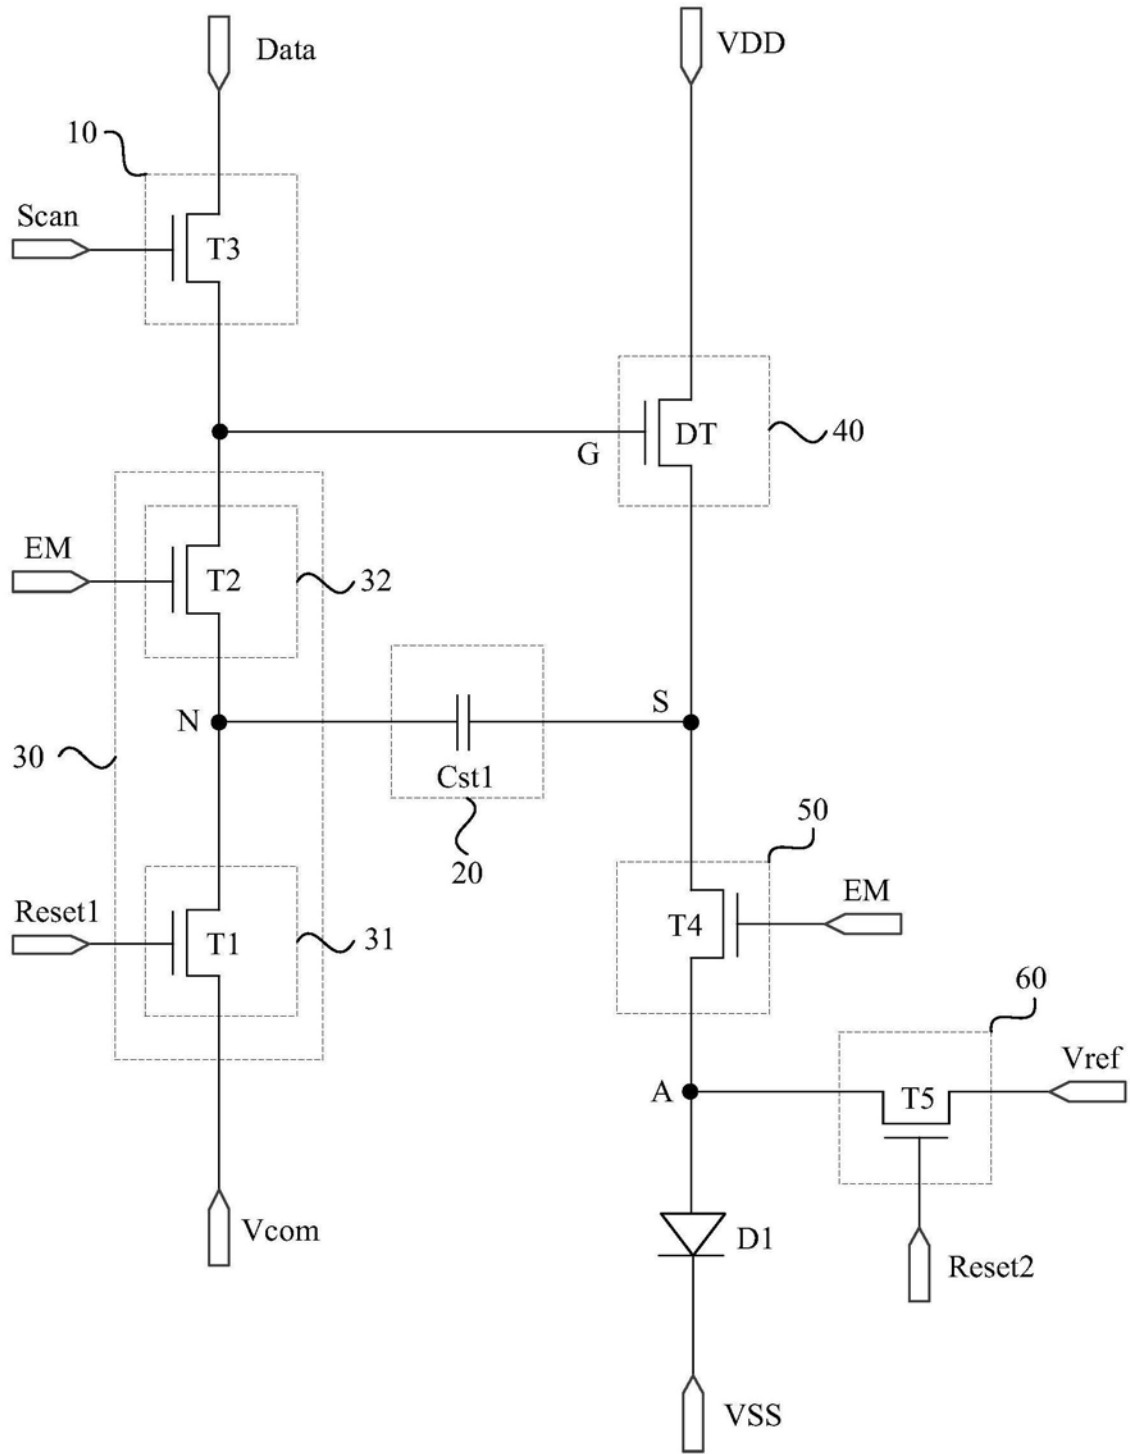 Data
VDD
10
Scan
T3
DT
G
40
EM
T2
32
S
N
30
Cst1
50
20
EM
T4
Reset1
T1
31
60
Vref
A
T5
Vcom
D1
Reset2
VSS